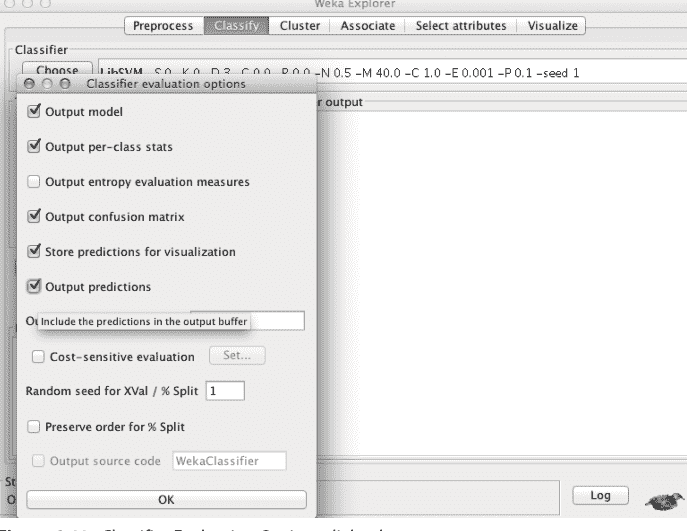 Weka Explorer
Preprocess Classify Cluster Associate Select attributes Visualize
Classifier
Choose LibSVM -S 0 -K 0 -D 3 -G 0.0 -R 0.0 -N 0.5 -M 40.0 -C 1.0 -E 0.001 -P 0.1 -seed 1
Classifier evaluation options
r output
Output model
Output per-class stats
Output entropy evaluation measures
Output confusion matrix
Store predictions for visualization
Output predictions
Include the predictions in the output buffer
Cost-sensitive evaluation Set...
Random seed for XVal / % Split 1
Preserve order for % Split
Output source code WekaClassifier
OK
Log